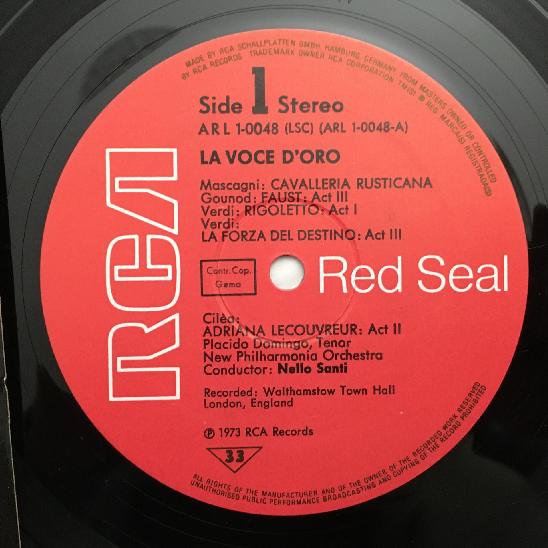 MADE BY RCA SCHALLPLATTEN GMBH, HAMBURG, GERMANY, FROM MASTERS OWNED OR CONTROLLED
BY RCA RECORDS TRADEMARK OWNER RCA CORPORATION TM(S) ® REG. MARCA(S) REGISTRADA(S)
Side 1 Stereo
ARL 1-0048 (LSC) (ARL 1-0048-A)
LA VOCE D'ORO
Mascagni: CAVALLERIA RUSTICANA
Gounod: FAUST: Act III
Verdi: RIGOLETTO: Act I
Verdi:
LA FORZA DEL DESTINO: Act III
RCA
Contr. Cop.
Gema
Red Seal
Cilèa:
ADRIANA LECOUVREUR: Act II
Placido Domingo, Tenor
New Philharmonia Orchestra
Conductor: Nello Santi
Recorded: Walthamstow Town Hall
London, England
℗ 1973 RCA Records
33
ALL RIGHTS OF THE MANUFACTURER AND OF THE OWNER OF THE RECORDED WORK RESERVED
UNAUTHORISED PUBLIC PERFORMANCE BROADCASTING AND COPYING OF THE RECORD PROHIBITED